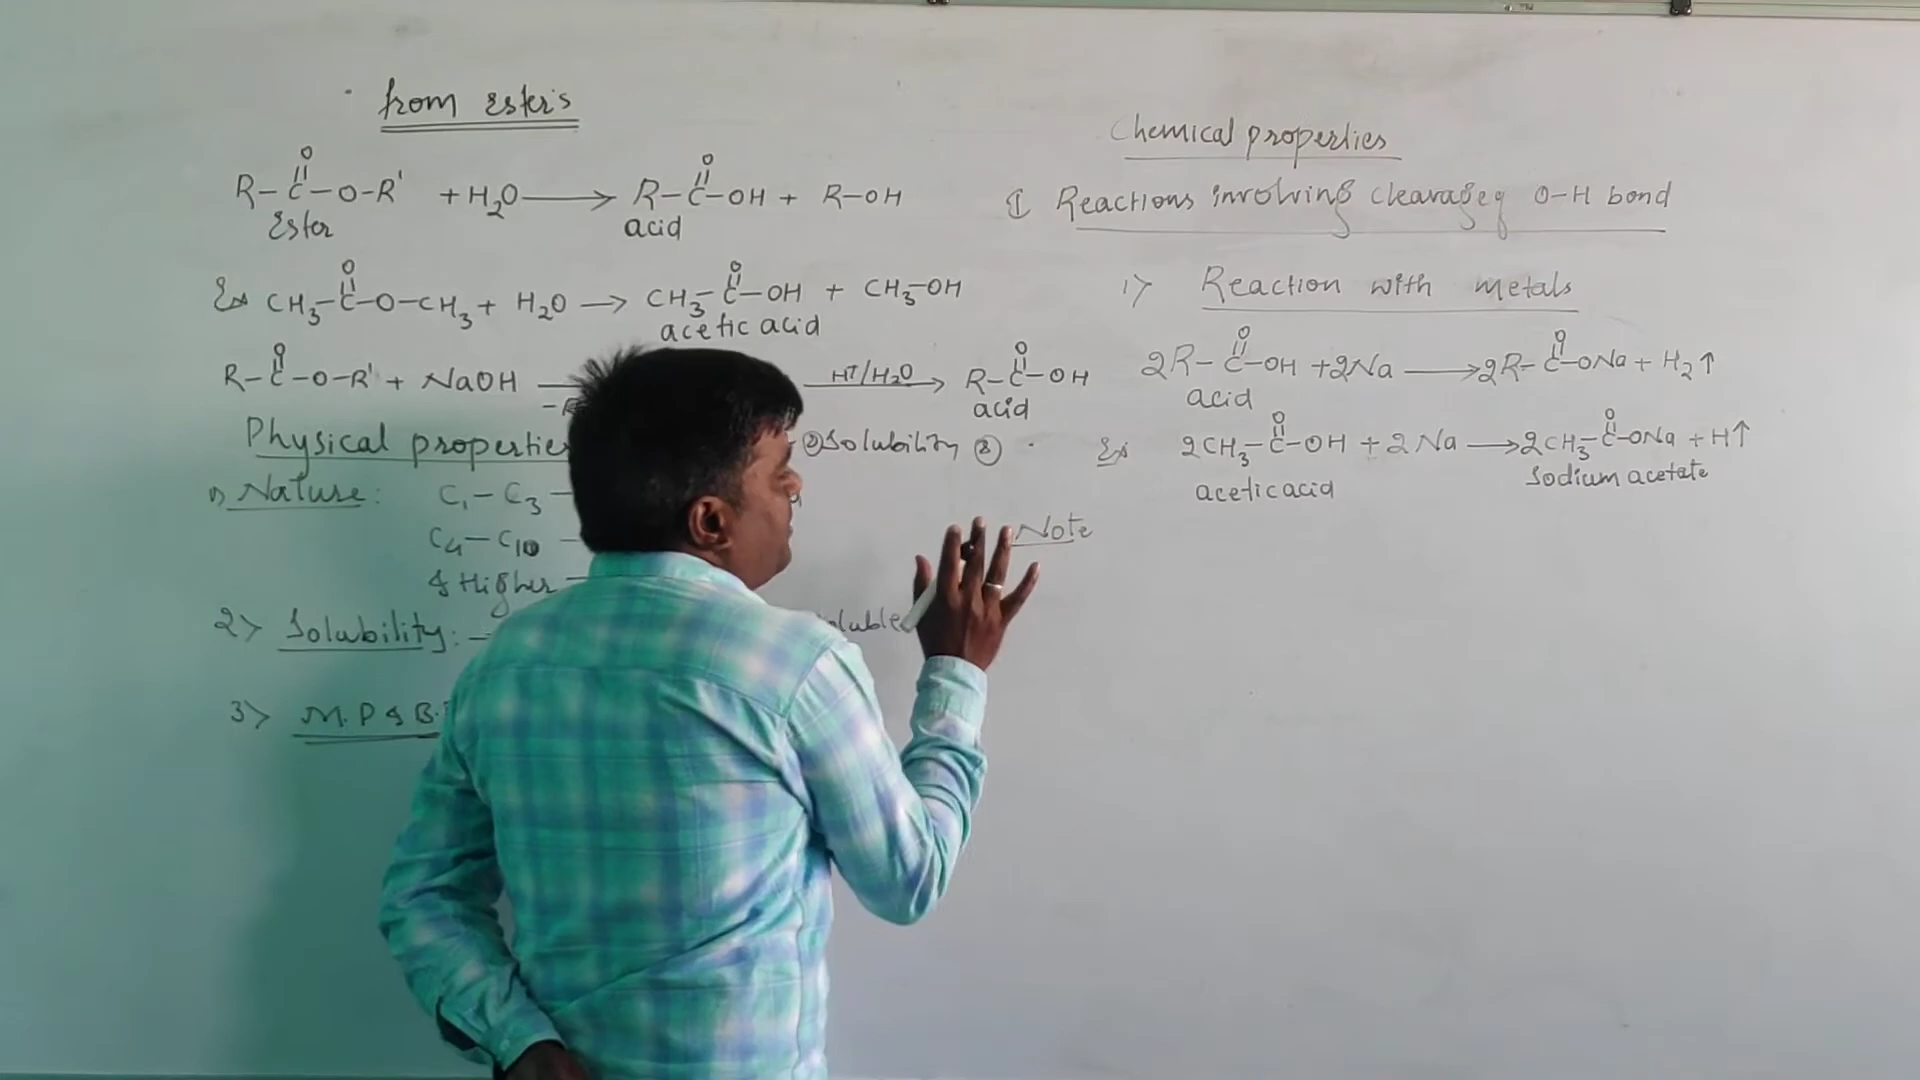 from Ester's
O
R-C-O-R' + H2O → R-C-OH + R-OH
Ester acid
Ex CH3-C-O-CH3 + H2O → CH3-C-OH + CH3-OH
acetic acid
R-C-O-R' + NaOH H+/H2O → R-C-OH
acid
Physical properties ②Solubility ③
1) Nature: C1-C3 -
C4-C10 -
& Higher -
2> Solubility: -
3> M.P & B.
Chemical properties
I Reactions involving cleavage of O-H bond
1> Reaction with metals
2R-C-OH + 2Na → 2R-C-ONa + H2↑
acid
Ex 2CH3-C-OH + 2Na → 2CH3-C-ONa + H↑
acetic acid Sodium acetate
Note